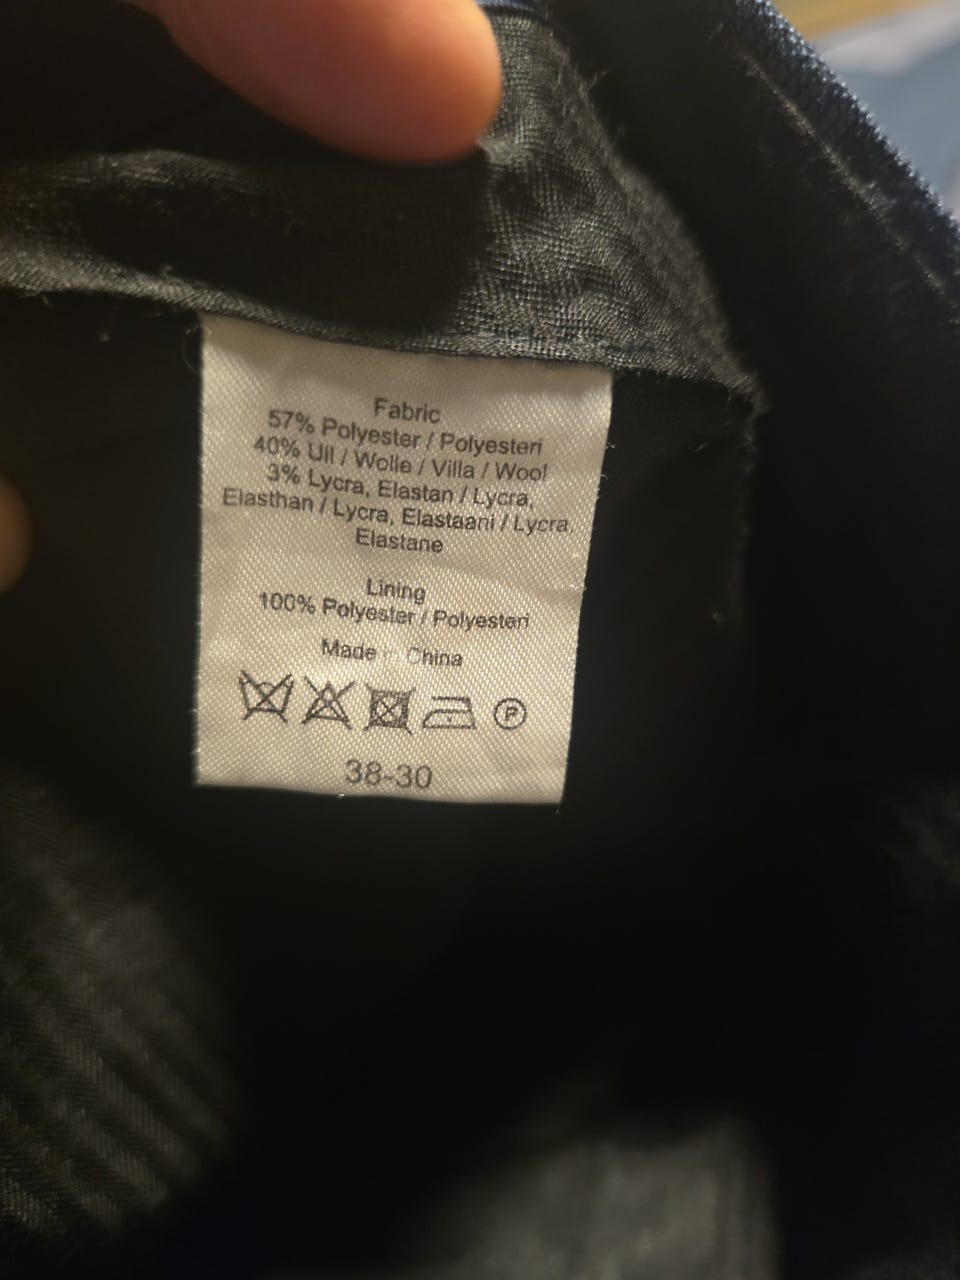 Fabric
57% Polyester / Polyesteri
40% Ull / Wolle / Villa / Wool
3% Lycra, Elastan / Lycra,
Elasthan / Lycra, Elastaani / Lycra,
Elastane
Lining
100% Polyester / Polyesteri
Made in China
P
38-30